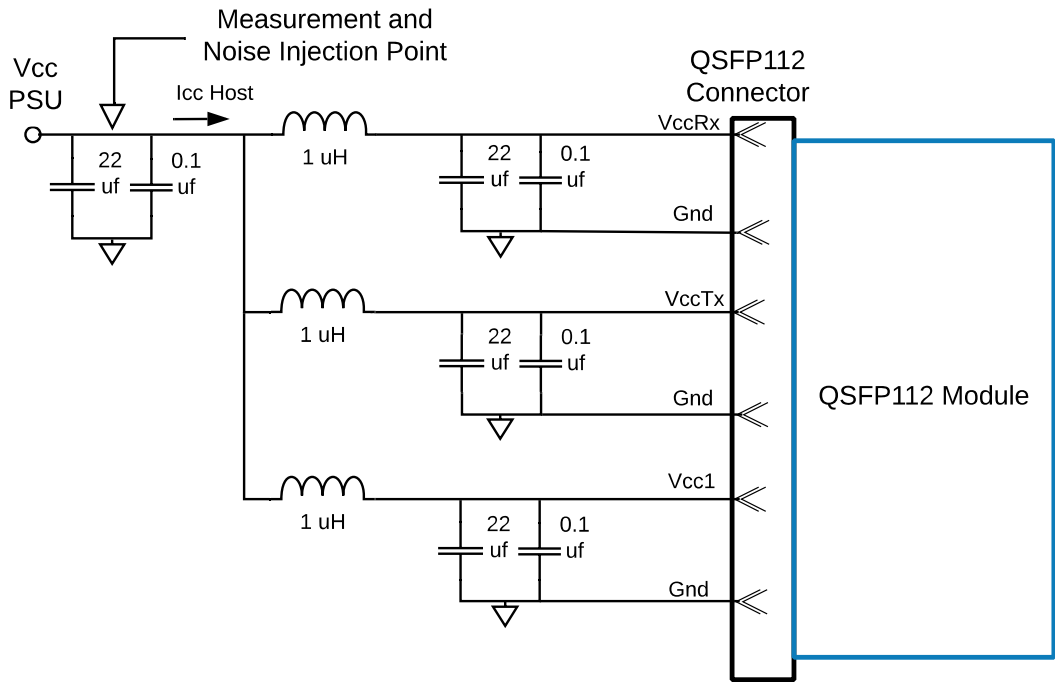 Measurement and
Noise Injection Point
Vcc
PSU
Icc Host
QSFP112
Connector
VccRx
22
uf
0.1
uf
1 uH
22
uf
0.1
uf
Gnd
VccTx
1 uH
22
uf
0.1
uf
Gnd
QSFP112 Module
Vcc1
1 uH
22
uf
0.1
uf
Gnd